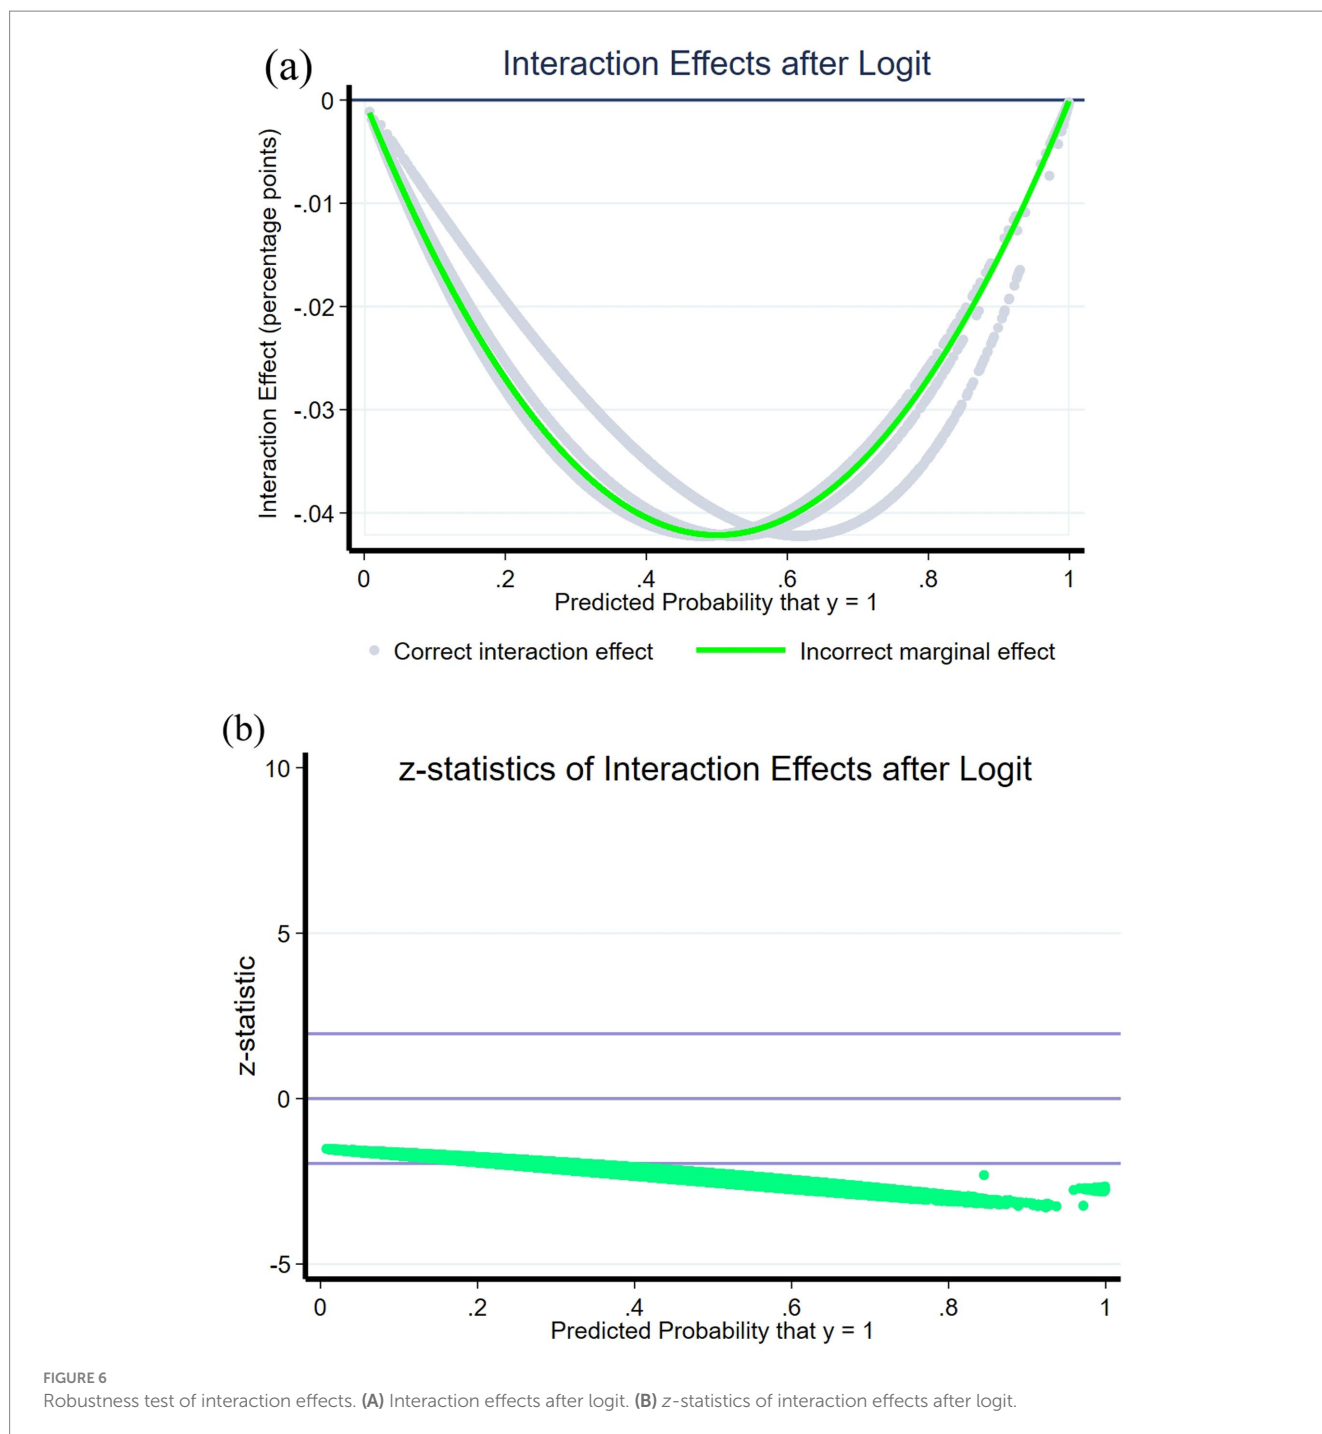 (a)
Interaction Effects after Logit
Interaction Effect (percentage points)
0
-.01
-.02
-.03
-.04
0 .2 .4 .6 .8 1
Predicted Probability that y = 1
Correct interaction effect Incorrect marginal effect
(b)
z-statistics of Interaction Effects after Logit
z-statistic
10
5
0
-5
0 .2 .4 .6 .8 1
Predicted Probability that y = 1
FIGURE 6
Robustness test of interaction effects. (A) Interaction effects after logit. (B) z-statistics of interaction effects after logit.